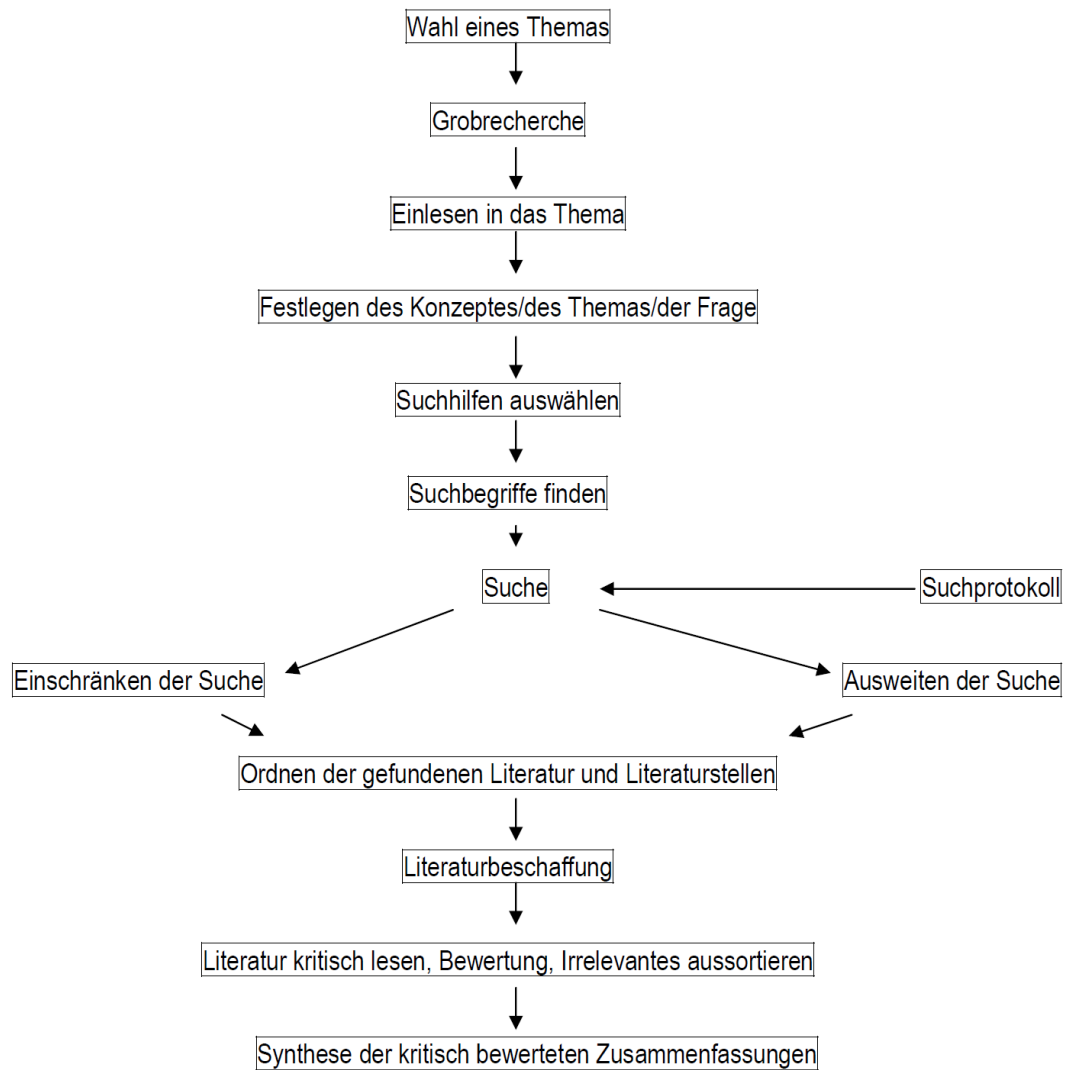 Wahl eines Themas
Grobrecherche
Einlesen in das Thema
Festlegen des Konzeptes/des Themas/der Frage
Suchhilfen auswählen
Suchbegriffe finden
Suche
Suchprotokoll
Einschränken der Suche
Ausweiten der Suche
Ordnen der gefundenen Literatur und Literaturstellen
Literaturbeschaffung
Literatur kritisch lesen, Bewertung, Irrelevantes aussortieren
Synthese der kritisch bewerteten Zusammenfassungen